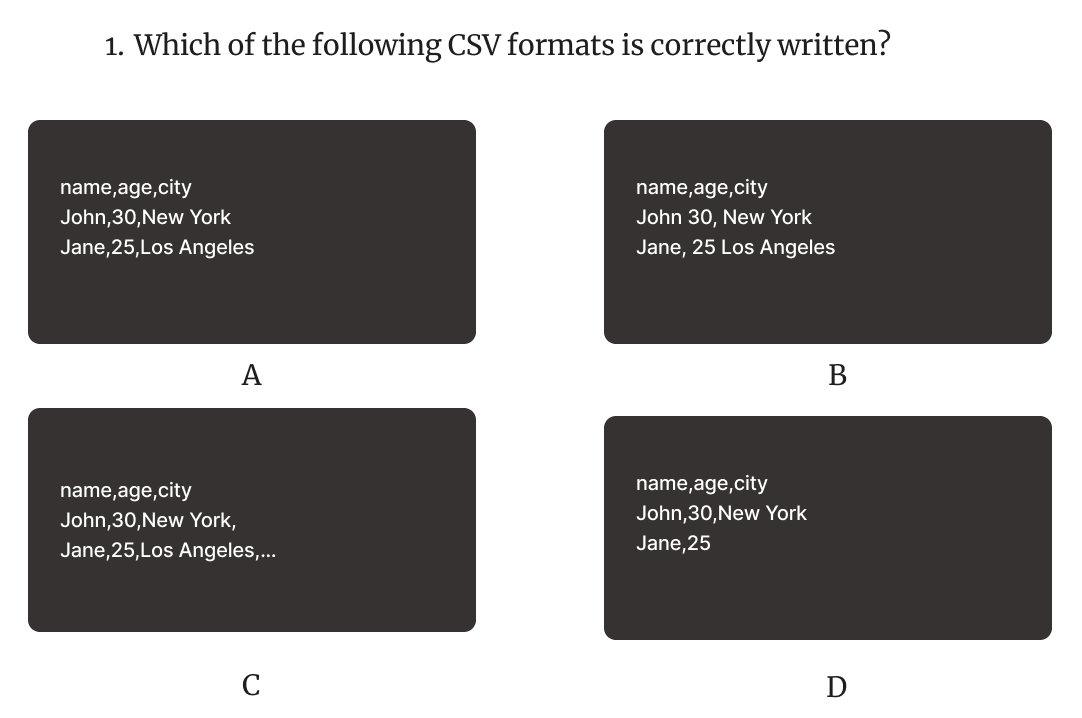 1. Which of the following CSV formats is correctly written?
name,age,city
John,30,New York
Jane,25,Los Angeles
A
name,age,city
John 30, New York
Jane, 25 Los Angeles
B
name,age,city
John,30,New York,
Jane,25,Los Angeles,...
C
name,age,city
John,30,New York
Jane,25
D